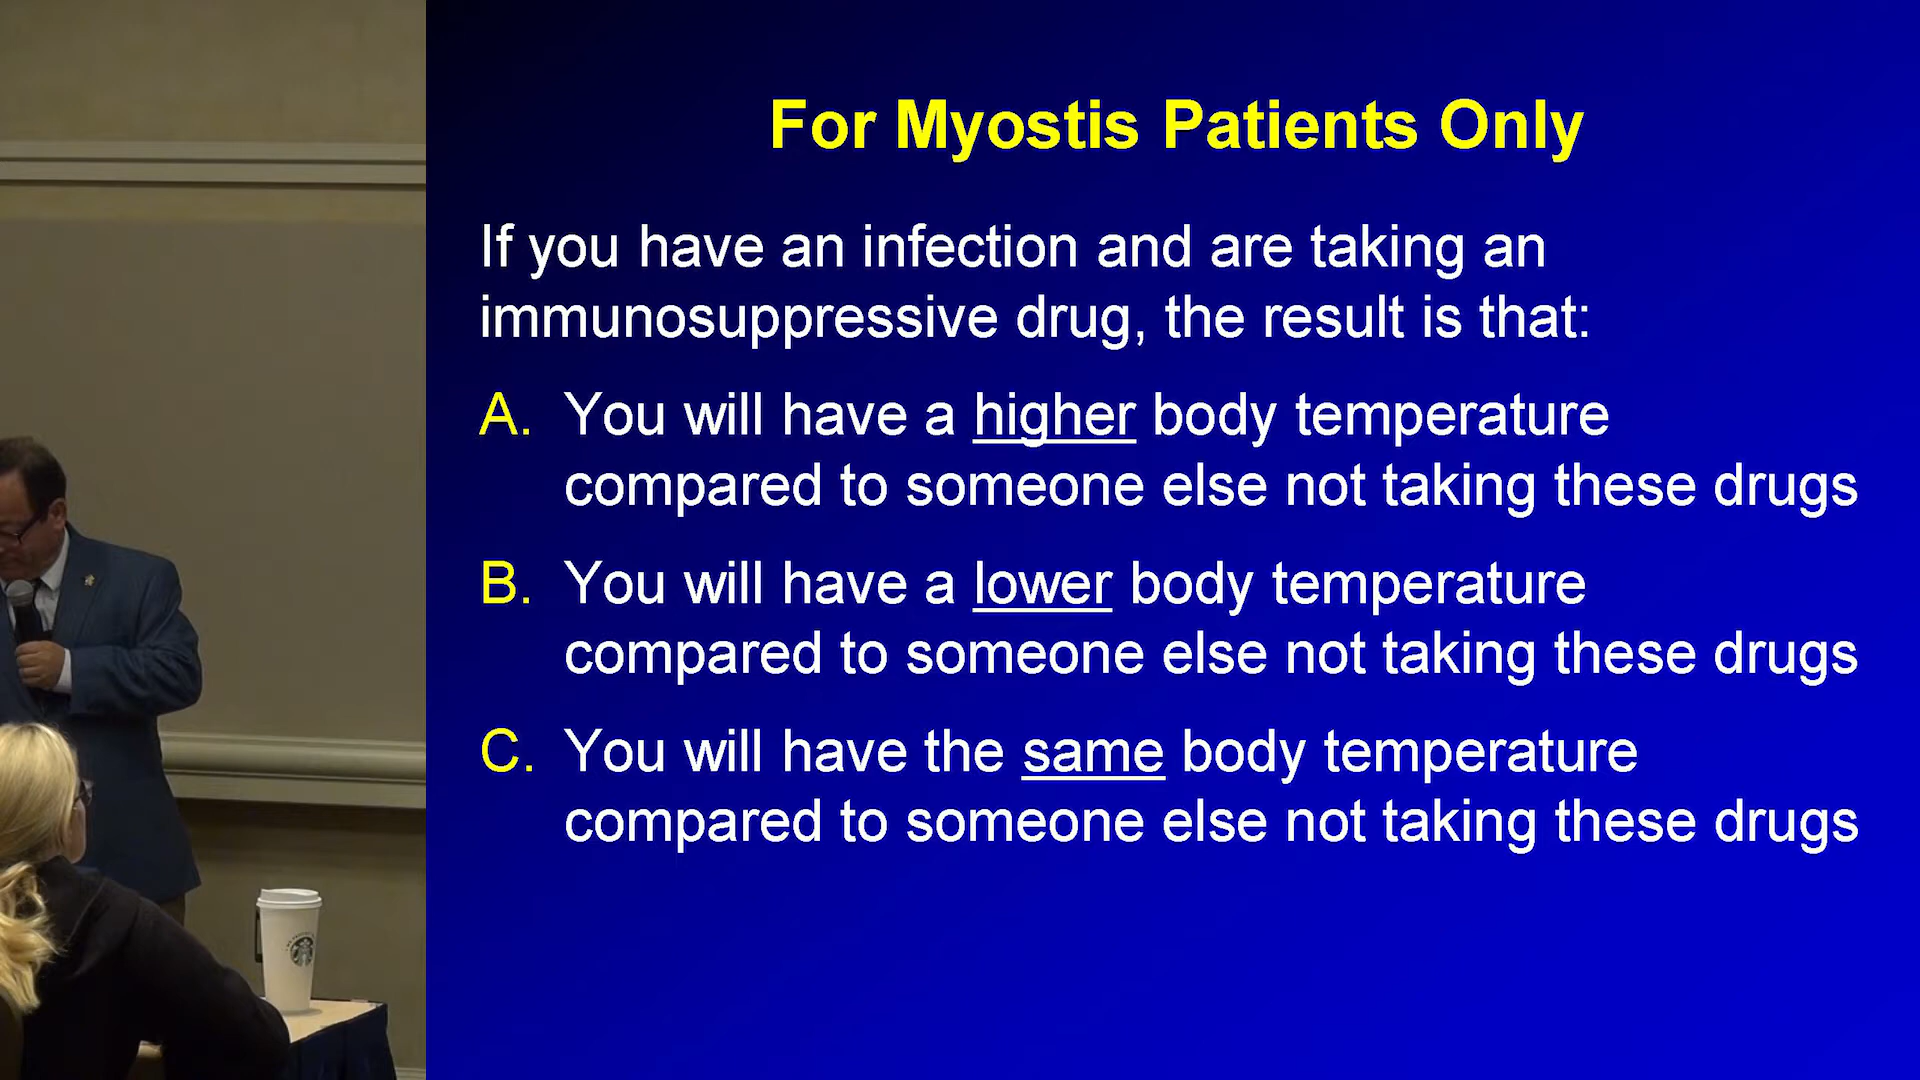 For Myostis Patients Only
If you have an infection and are taking an
immunosuppressive drug, the result is that:
A. You will have a higher body temperature
compared to someone else not taking these drugs
B. You will have a lower body temperature
compared to someone else not taking these drugs
C. You will have the same body temperature
compared to someone else not taking these drugs